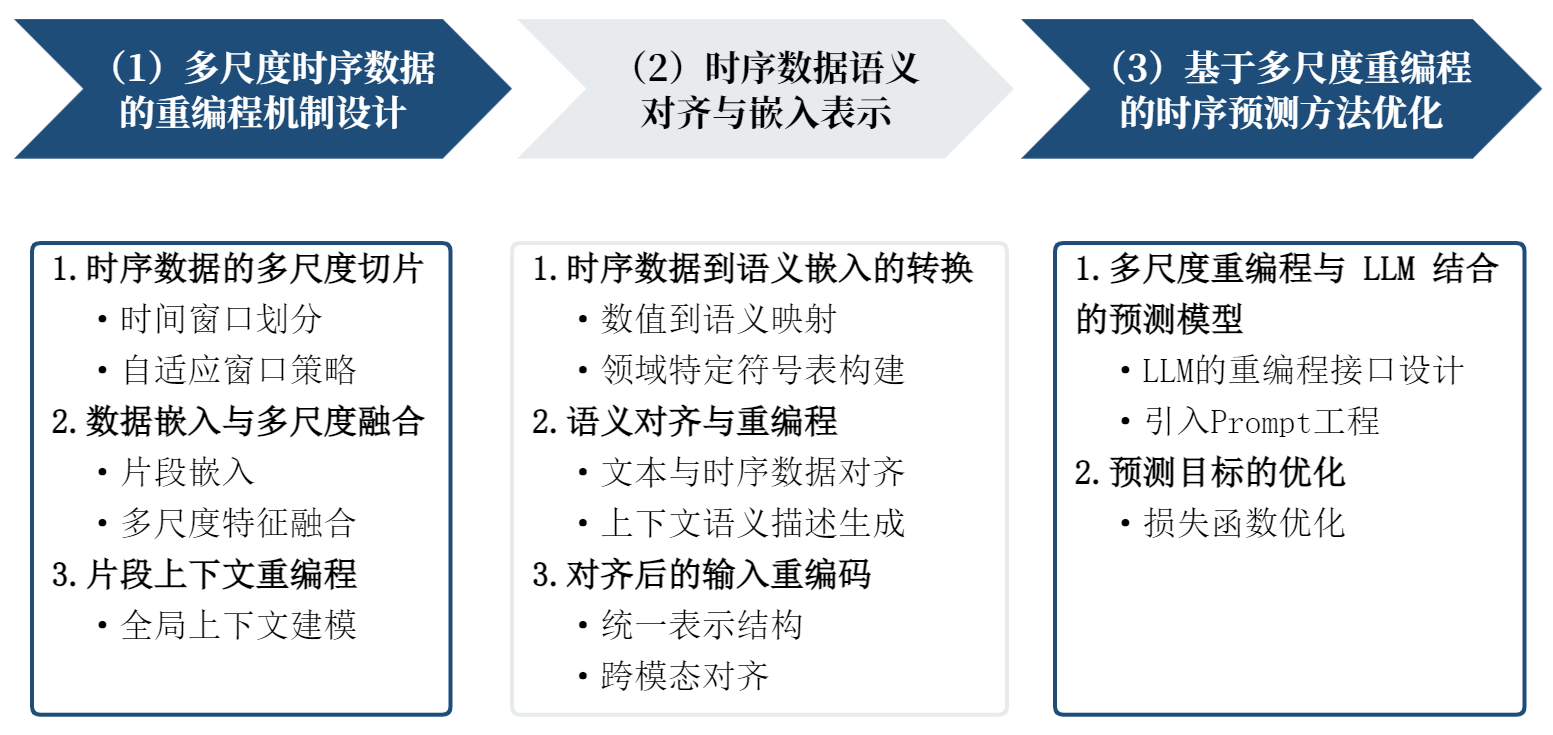 （1）多尺度时序数据
的重编程机制设计
（2）时序数据语义
对齐与嵌入表示
（3）基于多尺度重编程
的时序预测方法优化
1.时序数据的多尺度切片
•时间窗口划分
•自适应窗口策略
2.数据嵌入与多尺度融合
•片段嵌入
•多尺度特征融合
3.片段上下文重编程
•全局上下文建模
1.时序数据到语义嵌入的转换
•数值到语义映射
•领域特定符号表构建
2.语义对齐与重编程
•文本与时序数据对齐
•上下文语义描述生成
3.对齐后的输入重编码
•统一表示结构
•跨模态对齐
1.多尺度重编程与 LLM 结合
的预测模型
•LLM的重编程接口设计
•引入Prompt工程
2.预测目标的优化
•损失函数优化